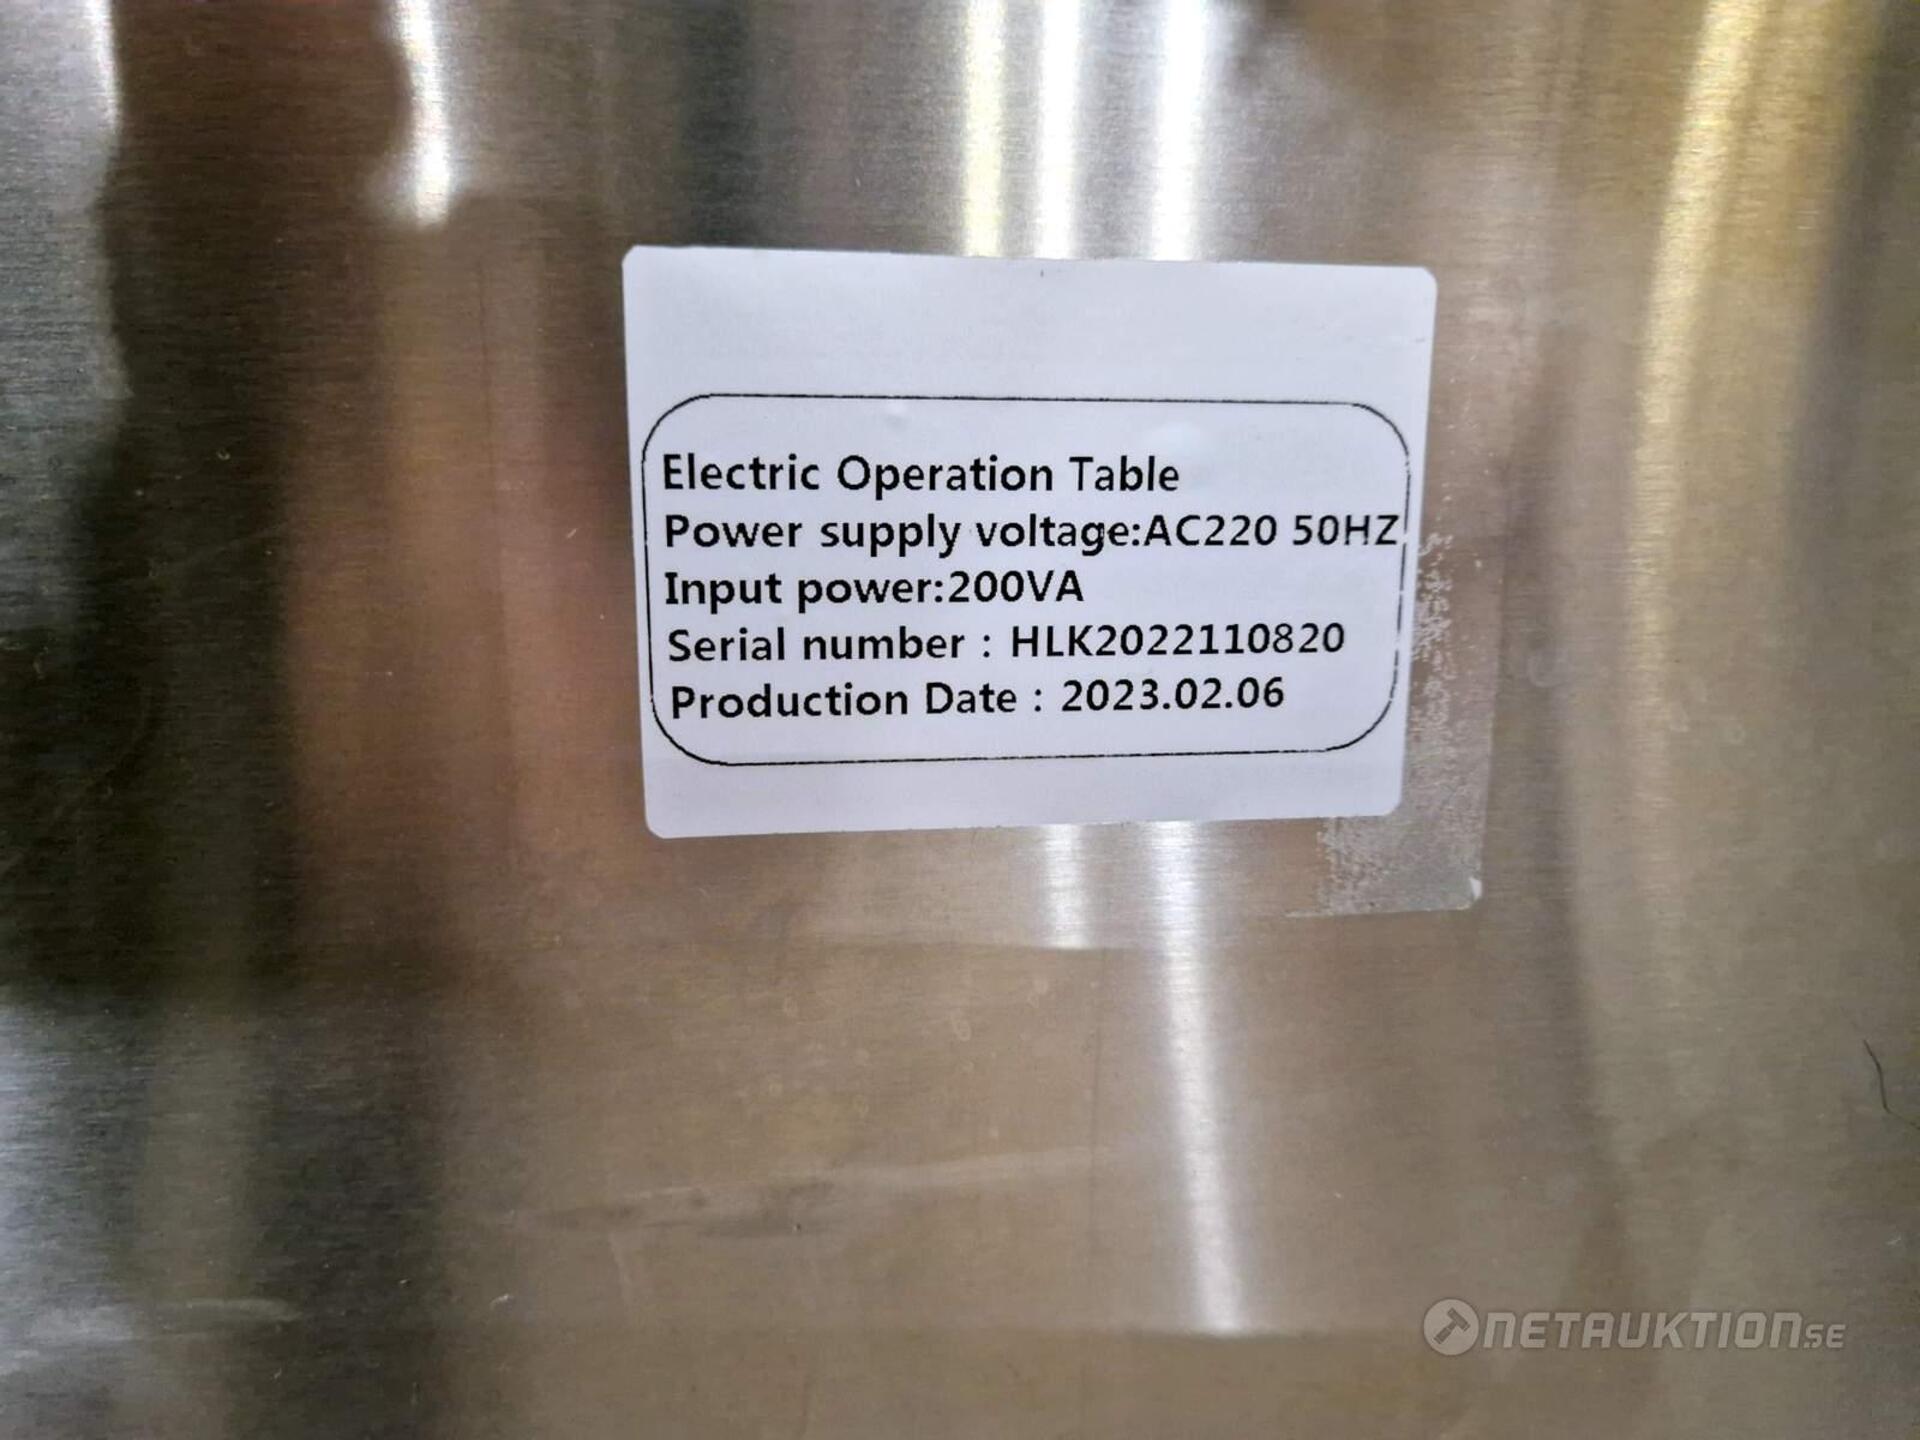 Electric Operation Table
Power supply voltage:AC220 50HZ
Input power:200VA
Serial number : HLK2022110820
Production Date : 2023.02.06
NETAUKTION.SE